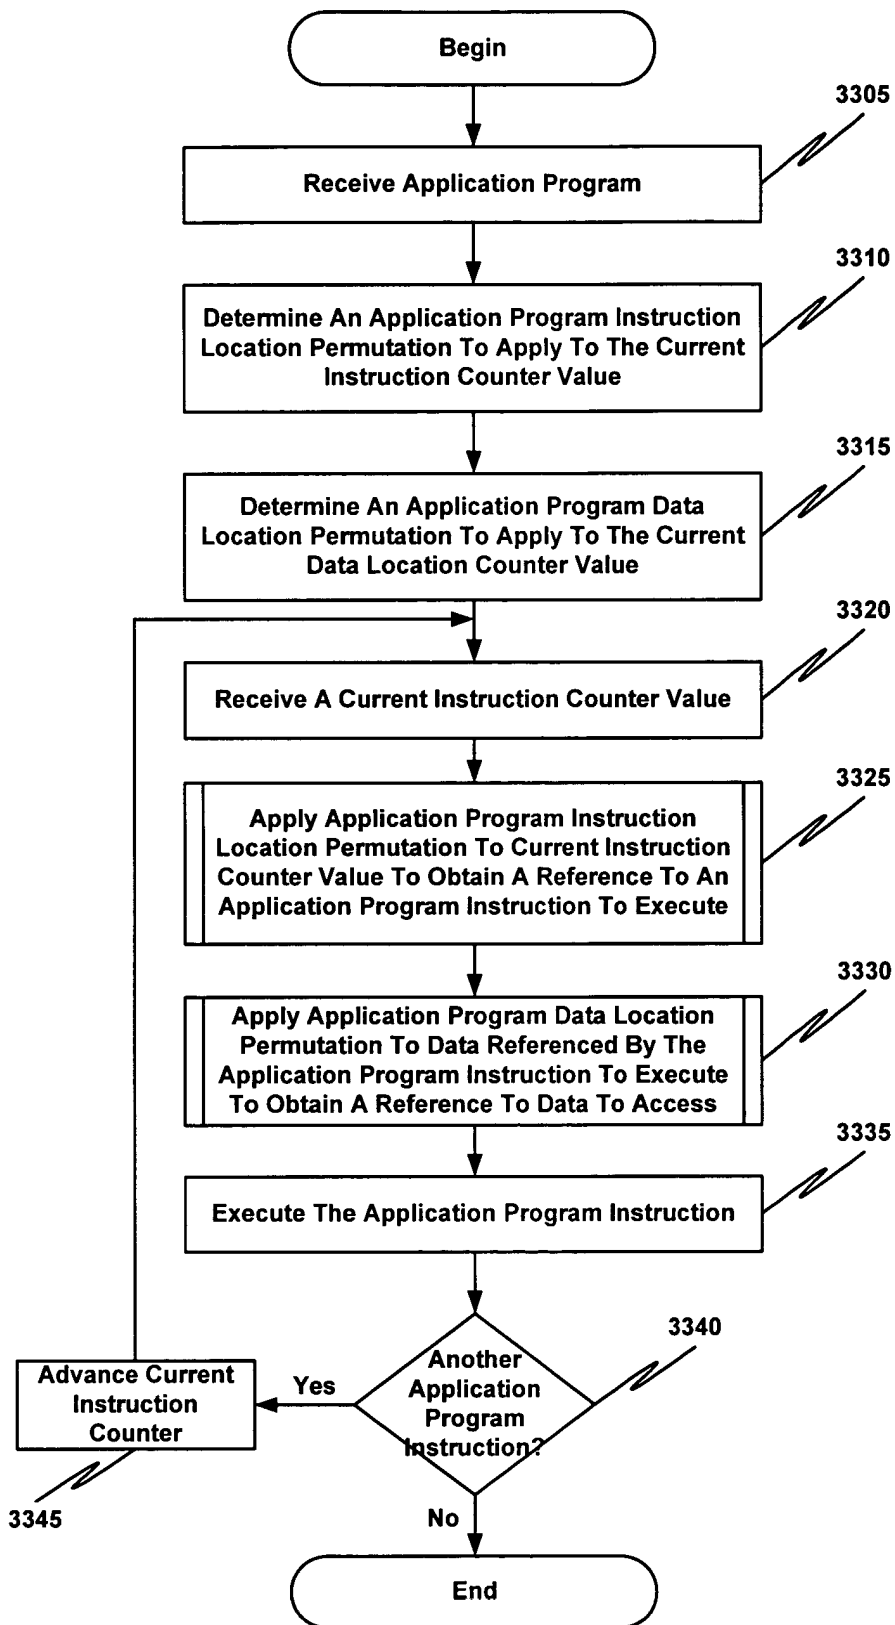 Begin
3305
Receive Application Program
3310
Determine An Application Program Instruction
Location Permutation To Apply To The Current
Instruction Counter Value
3315
Determine An Application Program Data
Location Permutation To Apply To The Current
Data Location Counter Value
3320
Receive A Current Instruction Counter Value
3325
Apply Application Program Instruction
Location Permutation To Current Instruction
Counter Value To Obtain A Reference To An
Application Program Instruction To Execute
3330
Apply Application Program Data Location
Permutation To Data Referenced By The
Application Program Instruction To Execute
To Obtain A Reference To Data To Access
3335
Execute The Application Program Instruction
3340
Another
Application
Program
Instruction?
Yes
Advance Current
Instruction
Counter
3345
No
End